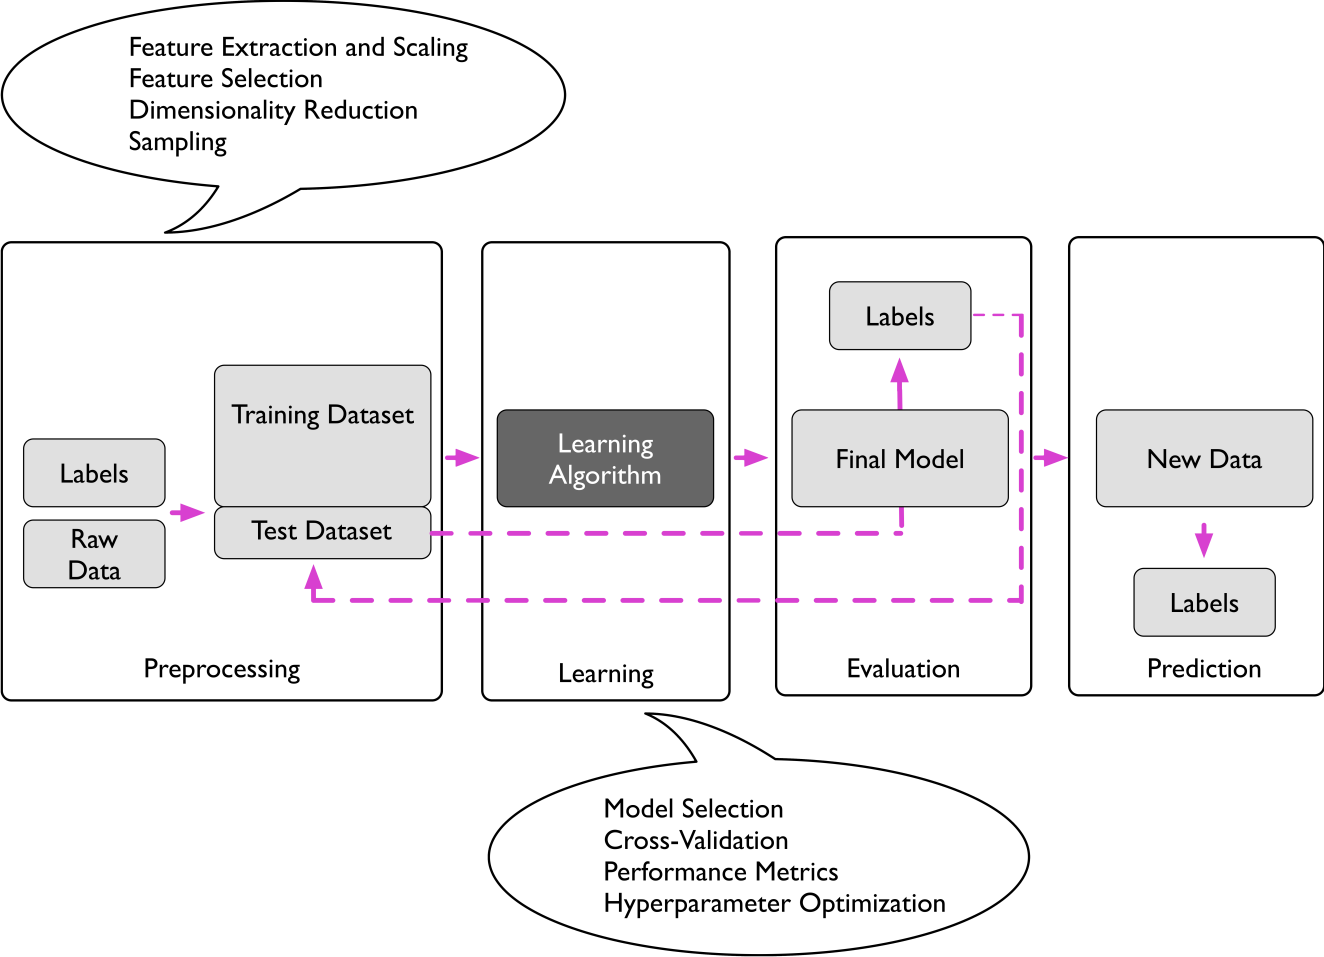 Feature Extraction and Scaling
Feature Selection
Dimensionality Reduction
Sampling
Labels
Raw
Data
Training Dataset
Test Dataset
Preprocessing
Learning
Algorithm
Learning
Labels
Final Model
Evaluation
New Data
Labels
Prediction
Model Selection
Cross-Validation
Performance Metrics
Hyperparameter Optimization